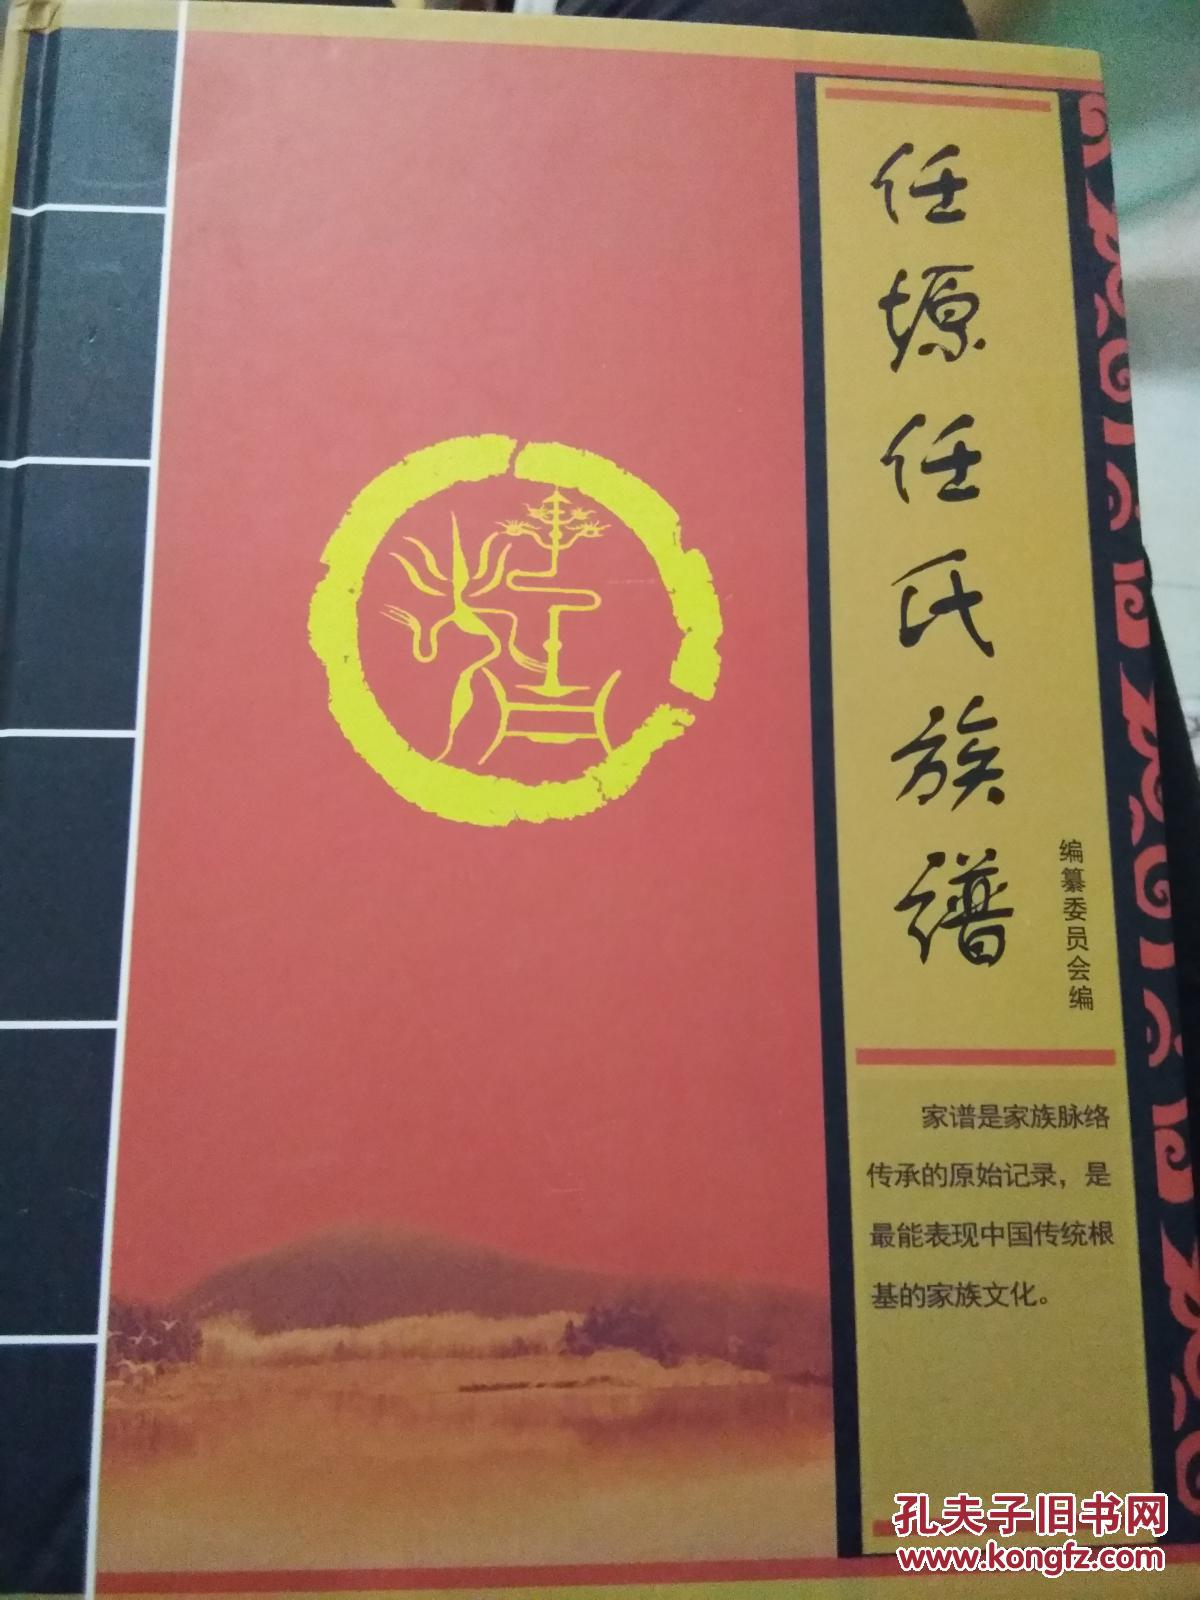 任塬任氏族谱
编纂委员会编
家谱是家族脉络
传承的原始记录，是
最能表现中国传统根
基的家族文化。
孔夫子旧书网
www.kongfz.com